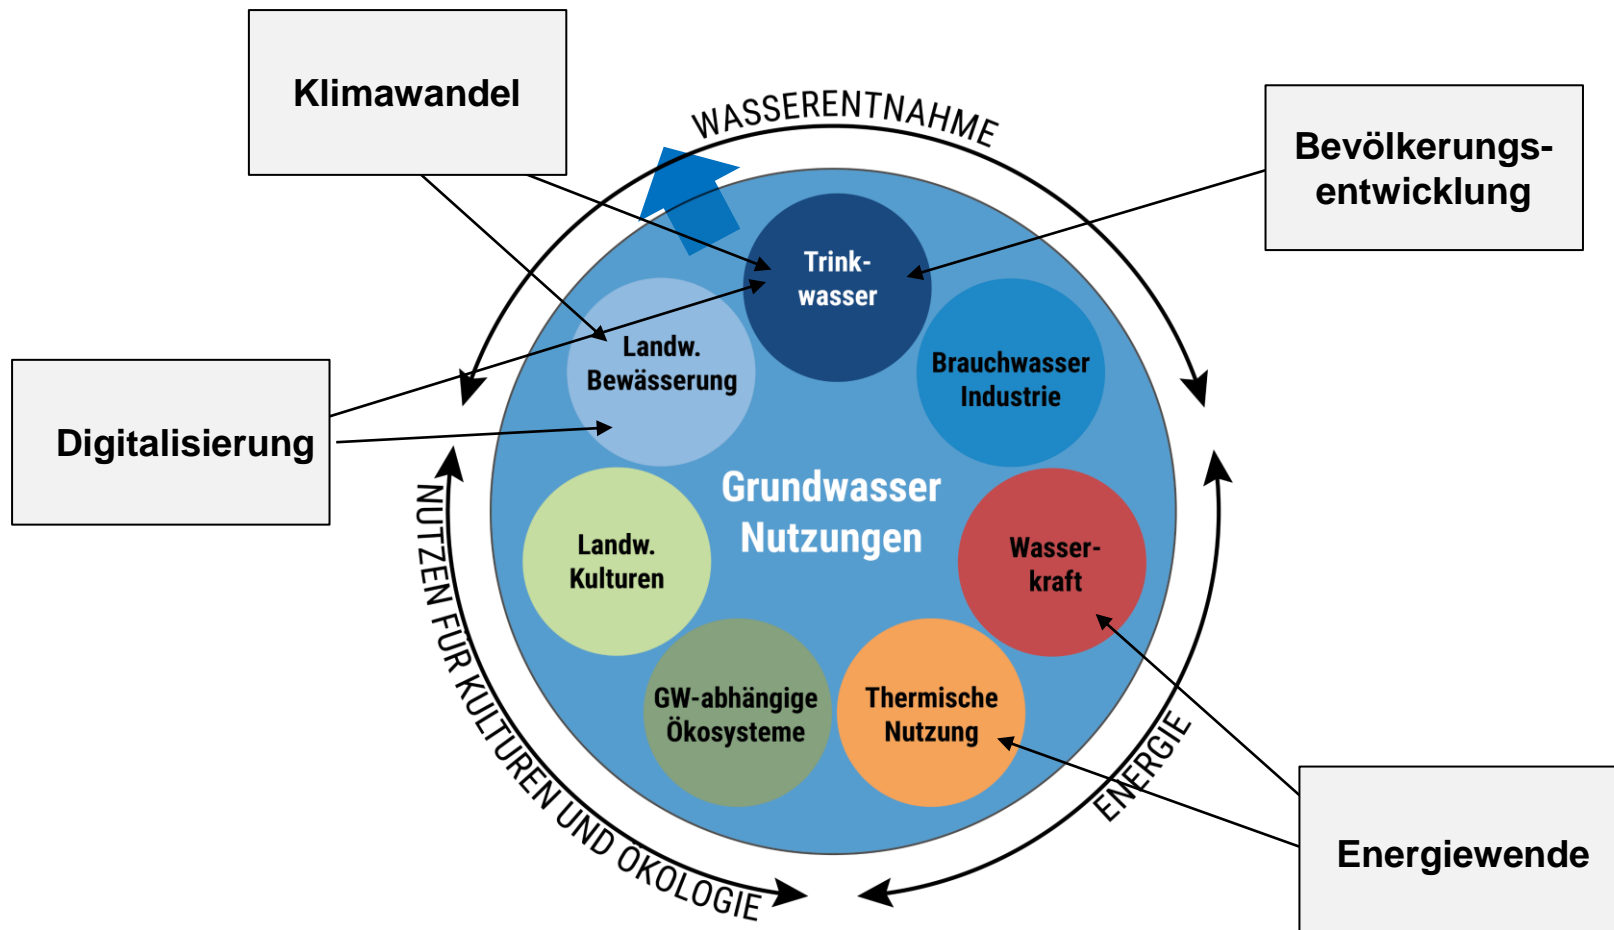 Klimawandel
WASSERENTNAHME
Bevölkerungs-
entwicklung
Trink-
wasser
Landw.
Bewässerung
Brauchwasser
Industrie
Digitalisierung
Grundwasser
Nutzungen
Landw.
Kulturen
Wasser-
kraft
GW-abhängige
Ökosysteme
Thermische
Nutzung
NUTZEN FÜR KULTUREN UND ÖKOLOGIE
ENERGIE
Energiewende